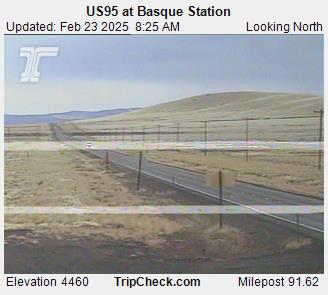 US95 at Basque Station
Updated: Feb 23 2025 8:25 AM Looking North
Elevation 4460 TripCheck.com Milepost 91.62